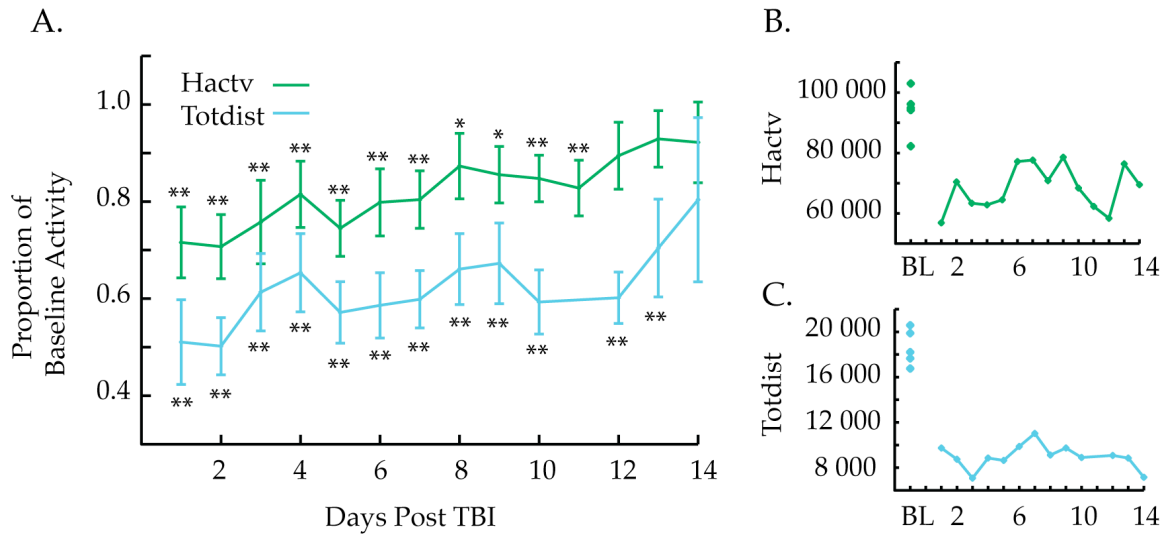 A.
Hactv
Totdist
Proportion of
Baseline Activity
1.0
0.8
0.6
0.4
** ** ** ** ** ** ** * * ** **
** ** ** ** ** ** ** ** ** ** ** **
2 4 6 8 10 12 14
Days Post TBI
B.
Hactv
100 000
80 000
60 000
BL 2 6 10 14
C.
Totdist
20 000
16 000
12 000
8 000
BL 2 6 10 14